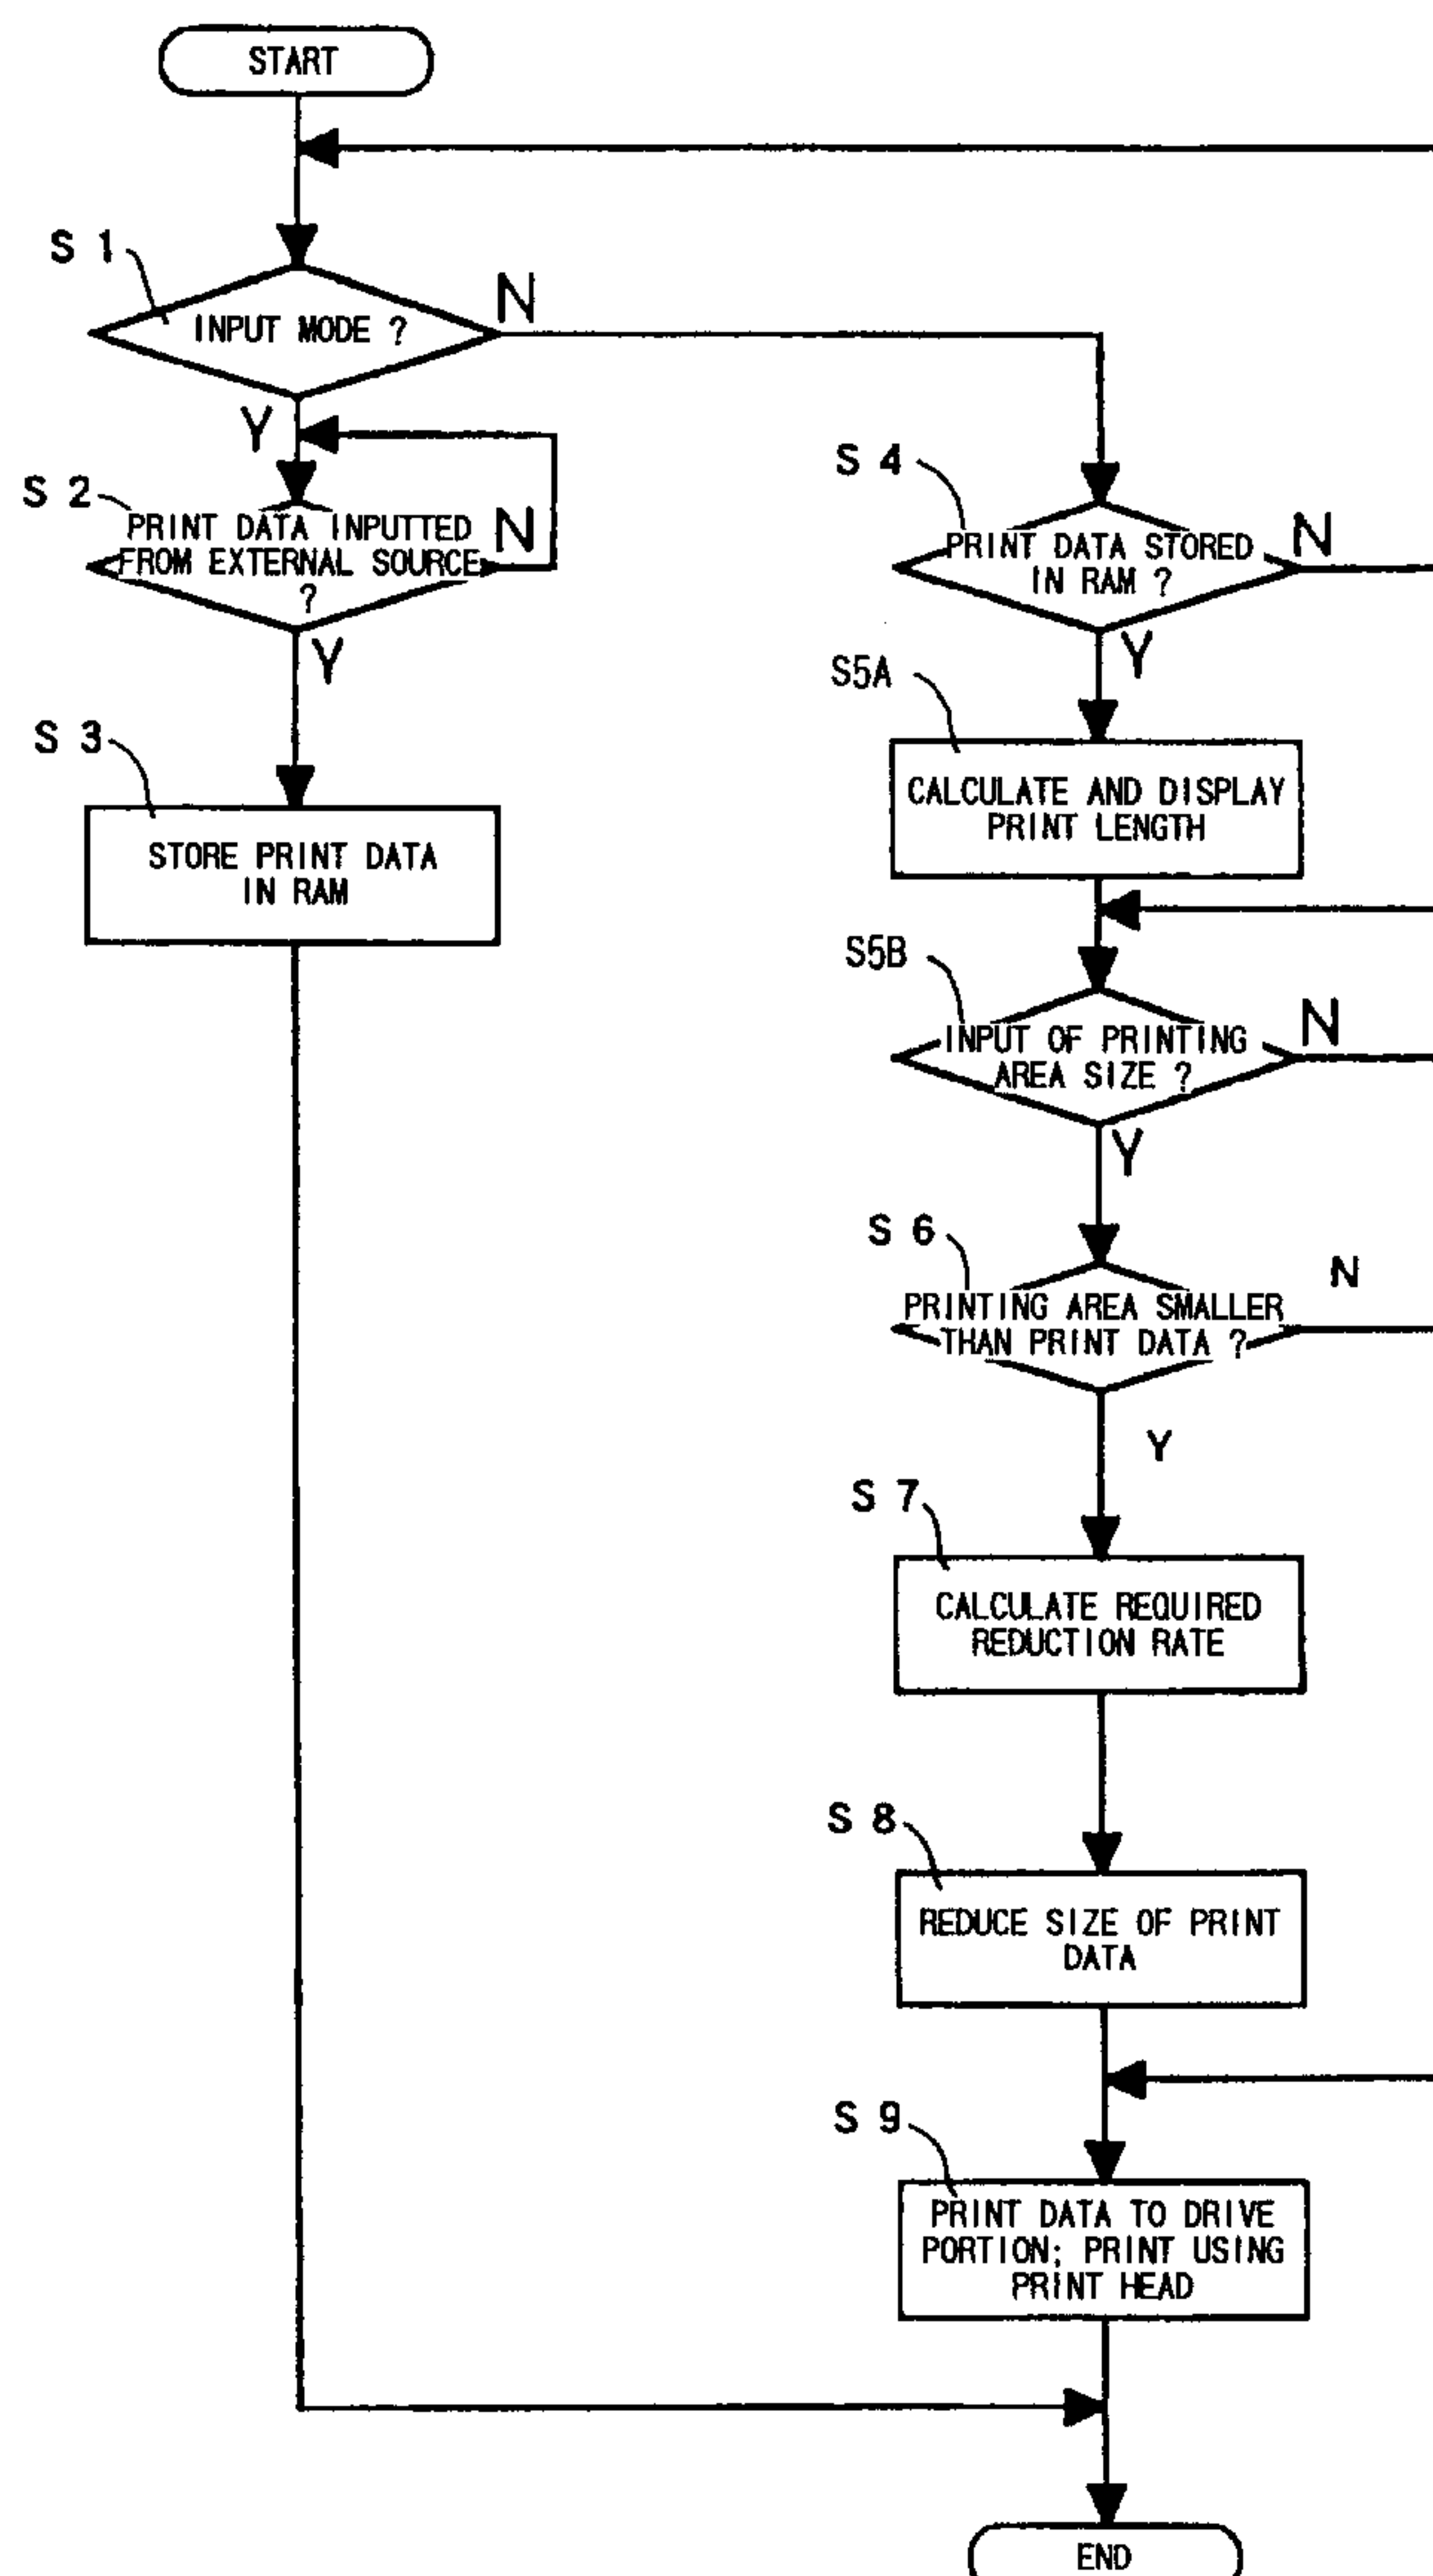 START
S 1
INPUT MODE ?
N
Y
S 2
PRINT DATA INPUTTED
FROM EXTERNAL SOURCE
?
N
Y
S 3
STORE PRINT DATA
IN RAM
S 4
PRINT DATA STORED
IN RAM ?
N
Y
S5A
CALCULATE AND DISPLAY
PRINT LENGTH
S5B
INPUT OF PRINTING
AREA SIZE ?
N
Y
S 6
PRINTING AREA SMALLER
THAN PRINT DATA ?
N
Y
S 7
CALCULATE REQUIRED
REDUCTION RATE
S 8
REDUCE SIZE OF PRINT
DATA
S 9
PRINT DATA TO DRIVE
PORTION; PRINT USING
PRINT HEAD
END